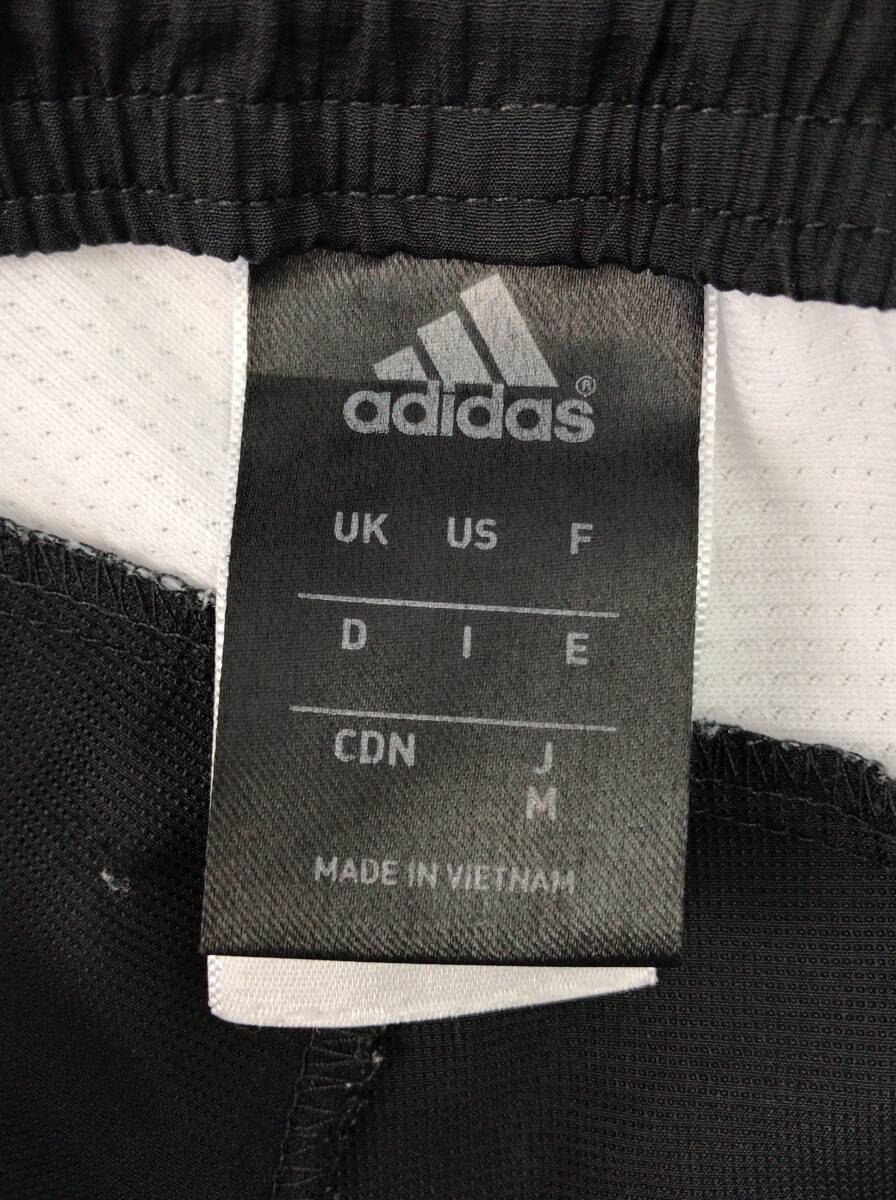 adidas®
UK US F
D I E
CDN J
M
MADE IN VIETNAM